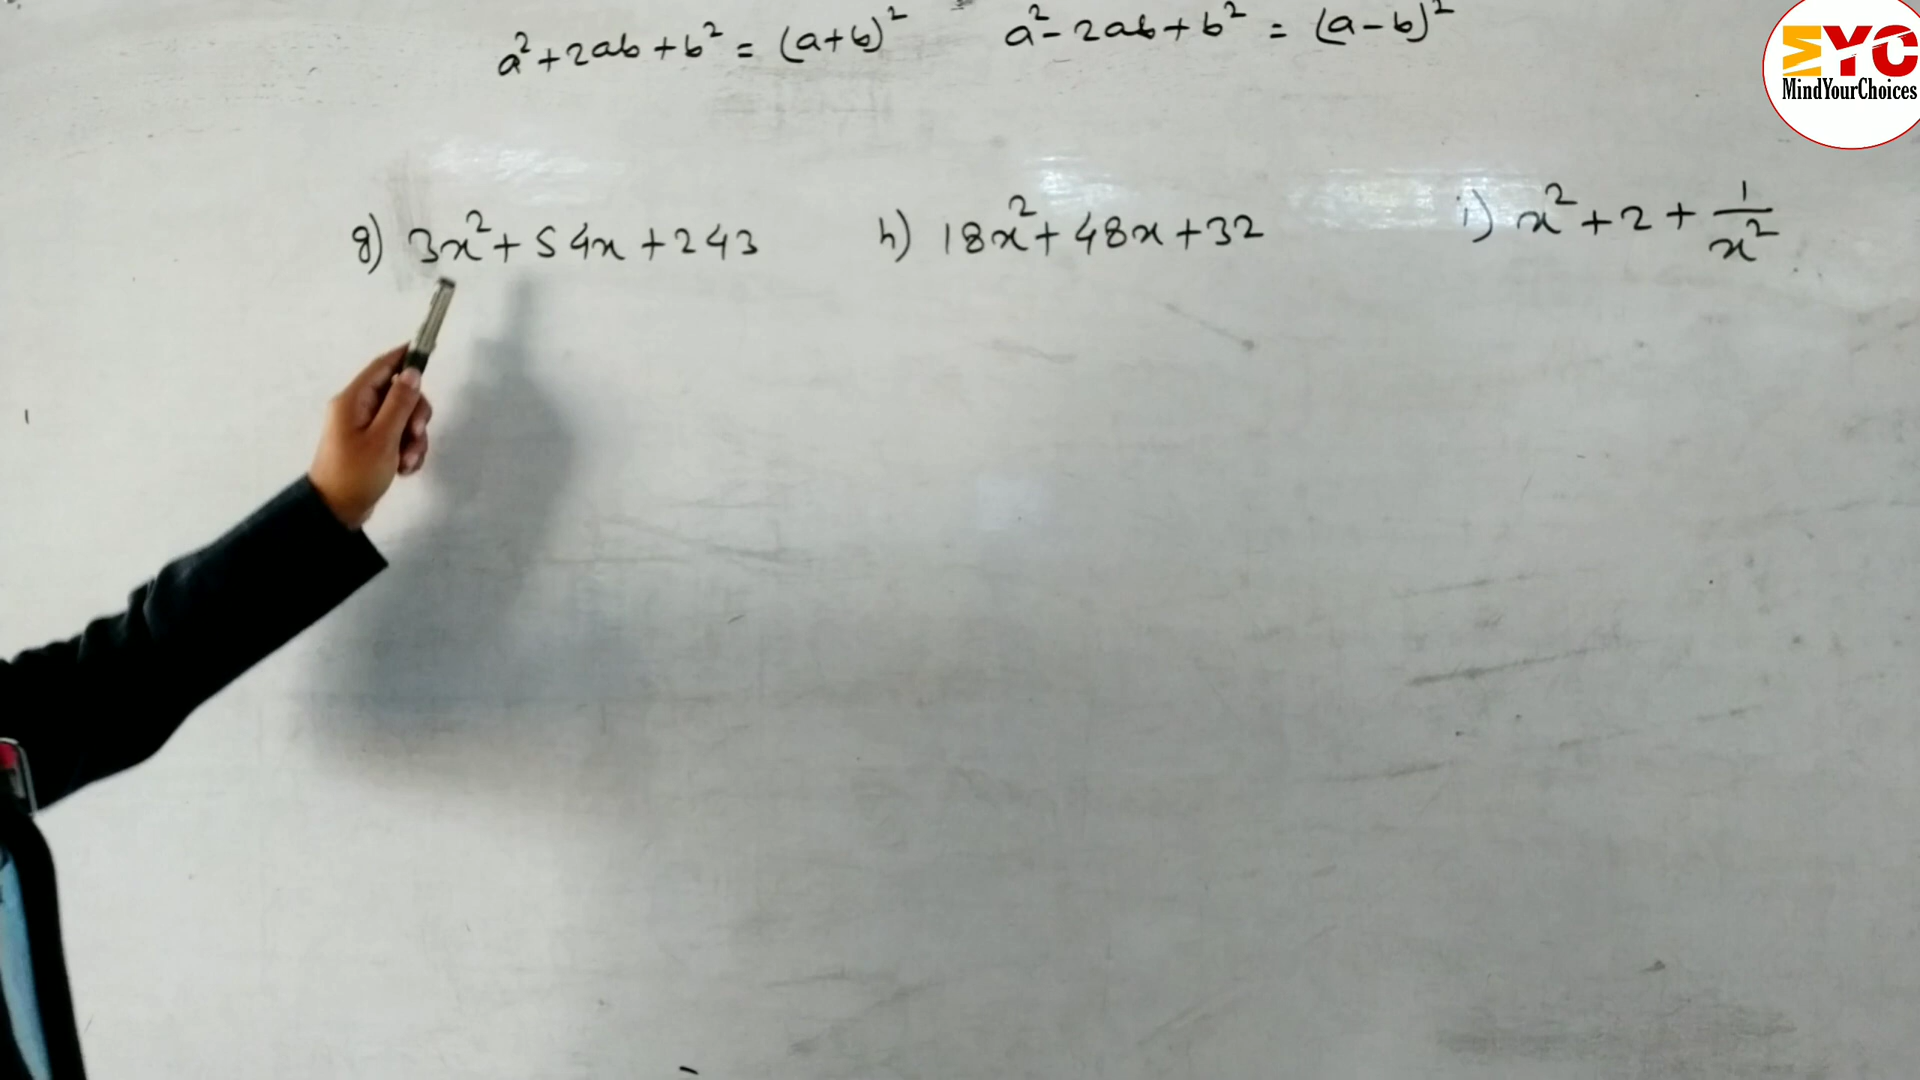 a²+2ab+b² = (a+b)² a²-2ab+b² = (a-b)²
MYC
MindYourChoices
g) 3x²+54x+243 h) 18x²+48x+32 i) x²+2+1/x²